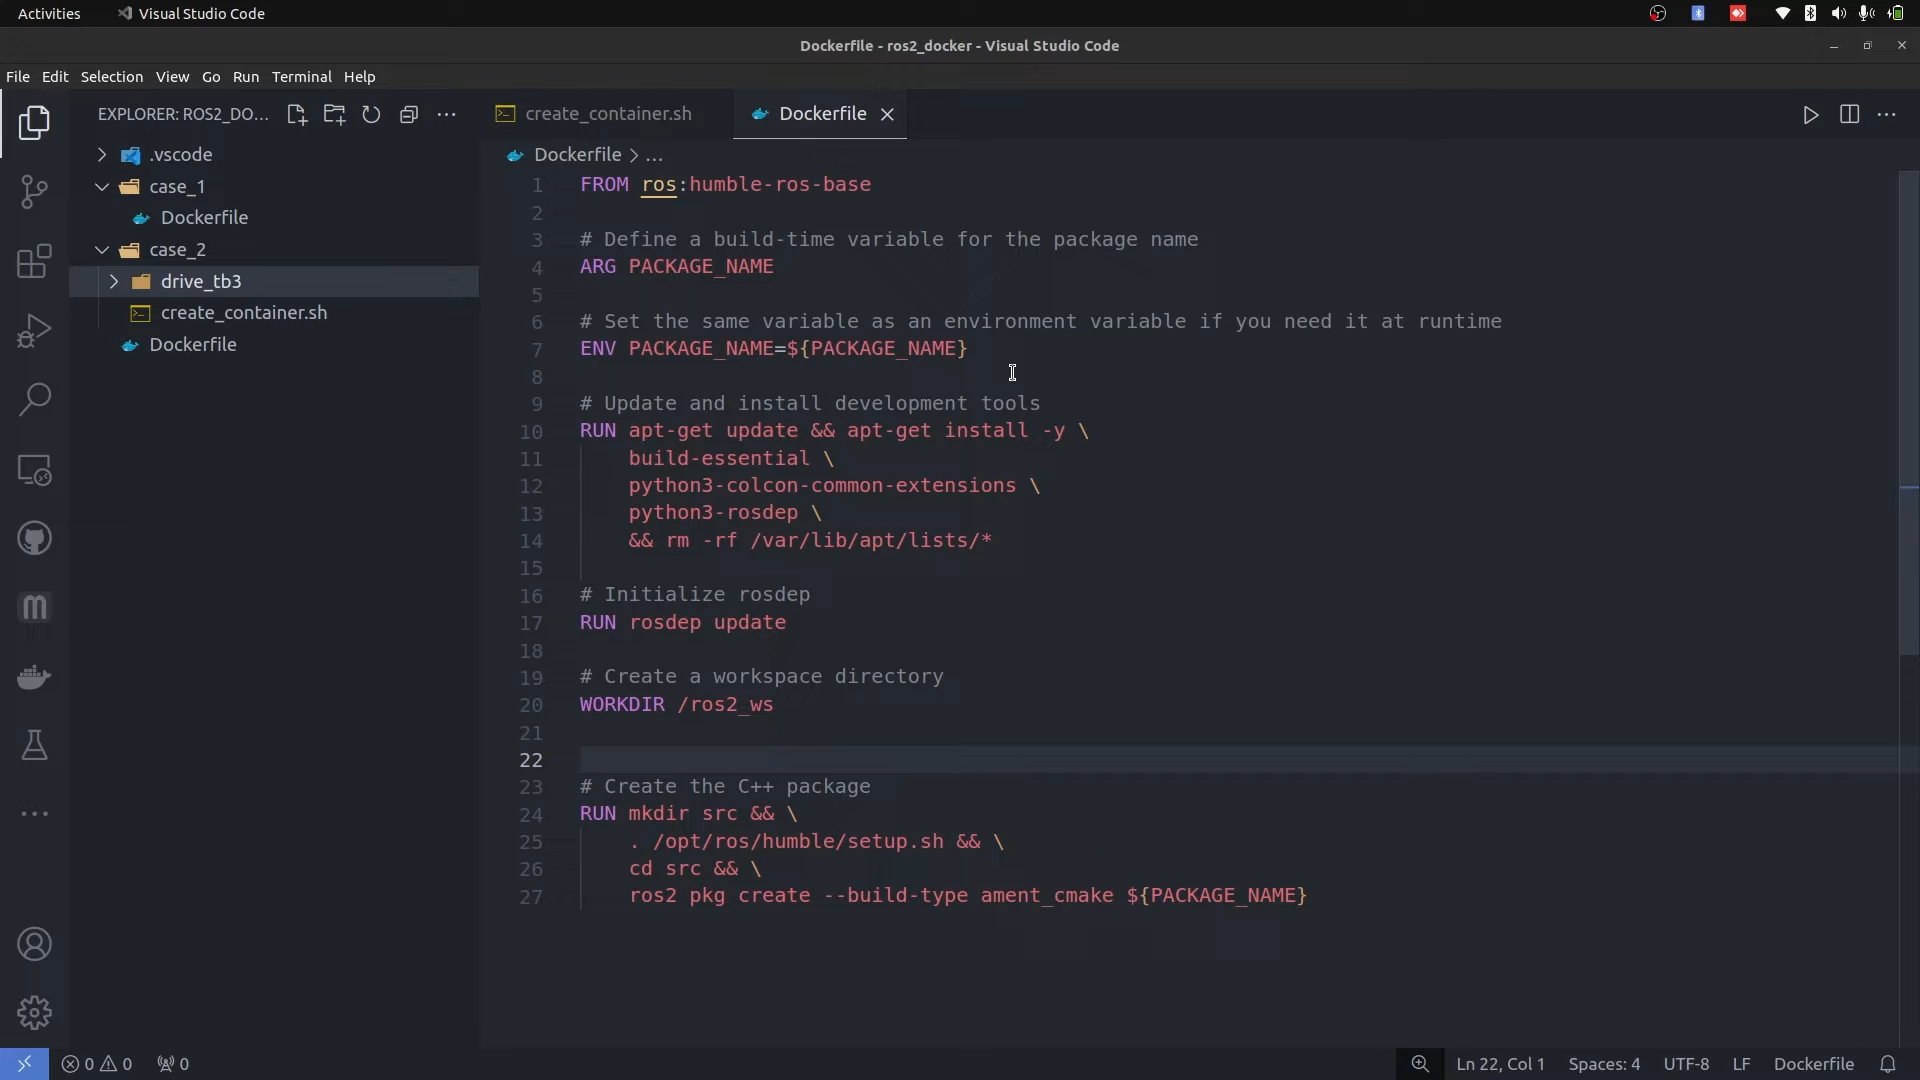 Activities Visual Studio Code
Dockerfile - ros2_docker - Visual Studio Code
File Edit Selection View Go Run Terminal Help
EXPLORER: ROS2_DO...
.vscode
case_1
Dockerfile
case_2
drive_tb3
create_container.sh
Dockerfile
create_container.sh Dockerfile
Dockerfile > ...
1 FROM ros:humble-ros-base
2
3 # Define a build-time variable for the package name
4 ARG PACKAGE_NAME
5
6 # Set the same variable as an environment variable if you need it at runtime
7 ENV PACKAGE_NAME=${PACKAGE_NAME}
8
9 # Update and install development tools
10 RUN apt-get update && apt-get install -y \
11 build-essential \
12 python3-colcon-common-extensions \
13 python3-rosdep \
14 && rm -rf /var/lib/apt/lists/*
15
16 # Initialize rosdep
17 RUN rosdep update
18
19 # Create a workspace directory
20 WORKDIR /ros2_ws
21
22
23 # Create the C++ package
24 RUN mkdir src && \
25 . /opt/ros/humble/setup.sh && \
26 cd src && \
27 ros2 pkg create --build-type ament_cmake ${PACKAGE_NAME}
0 0 0 Ln 22, Col 1 Spaces: 4 UTF-8 LF Dockerfile